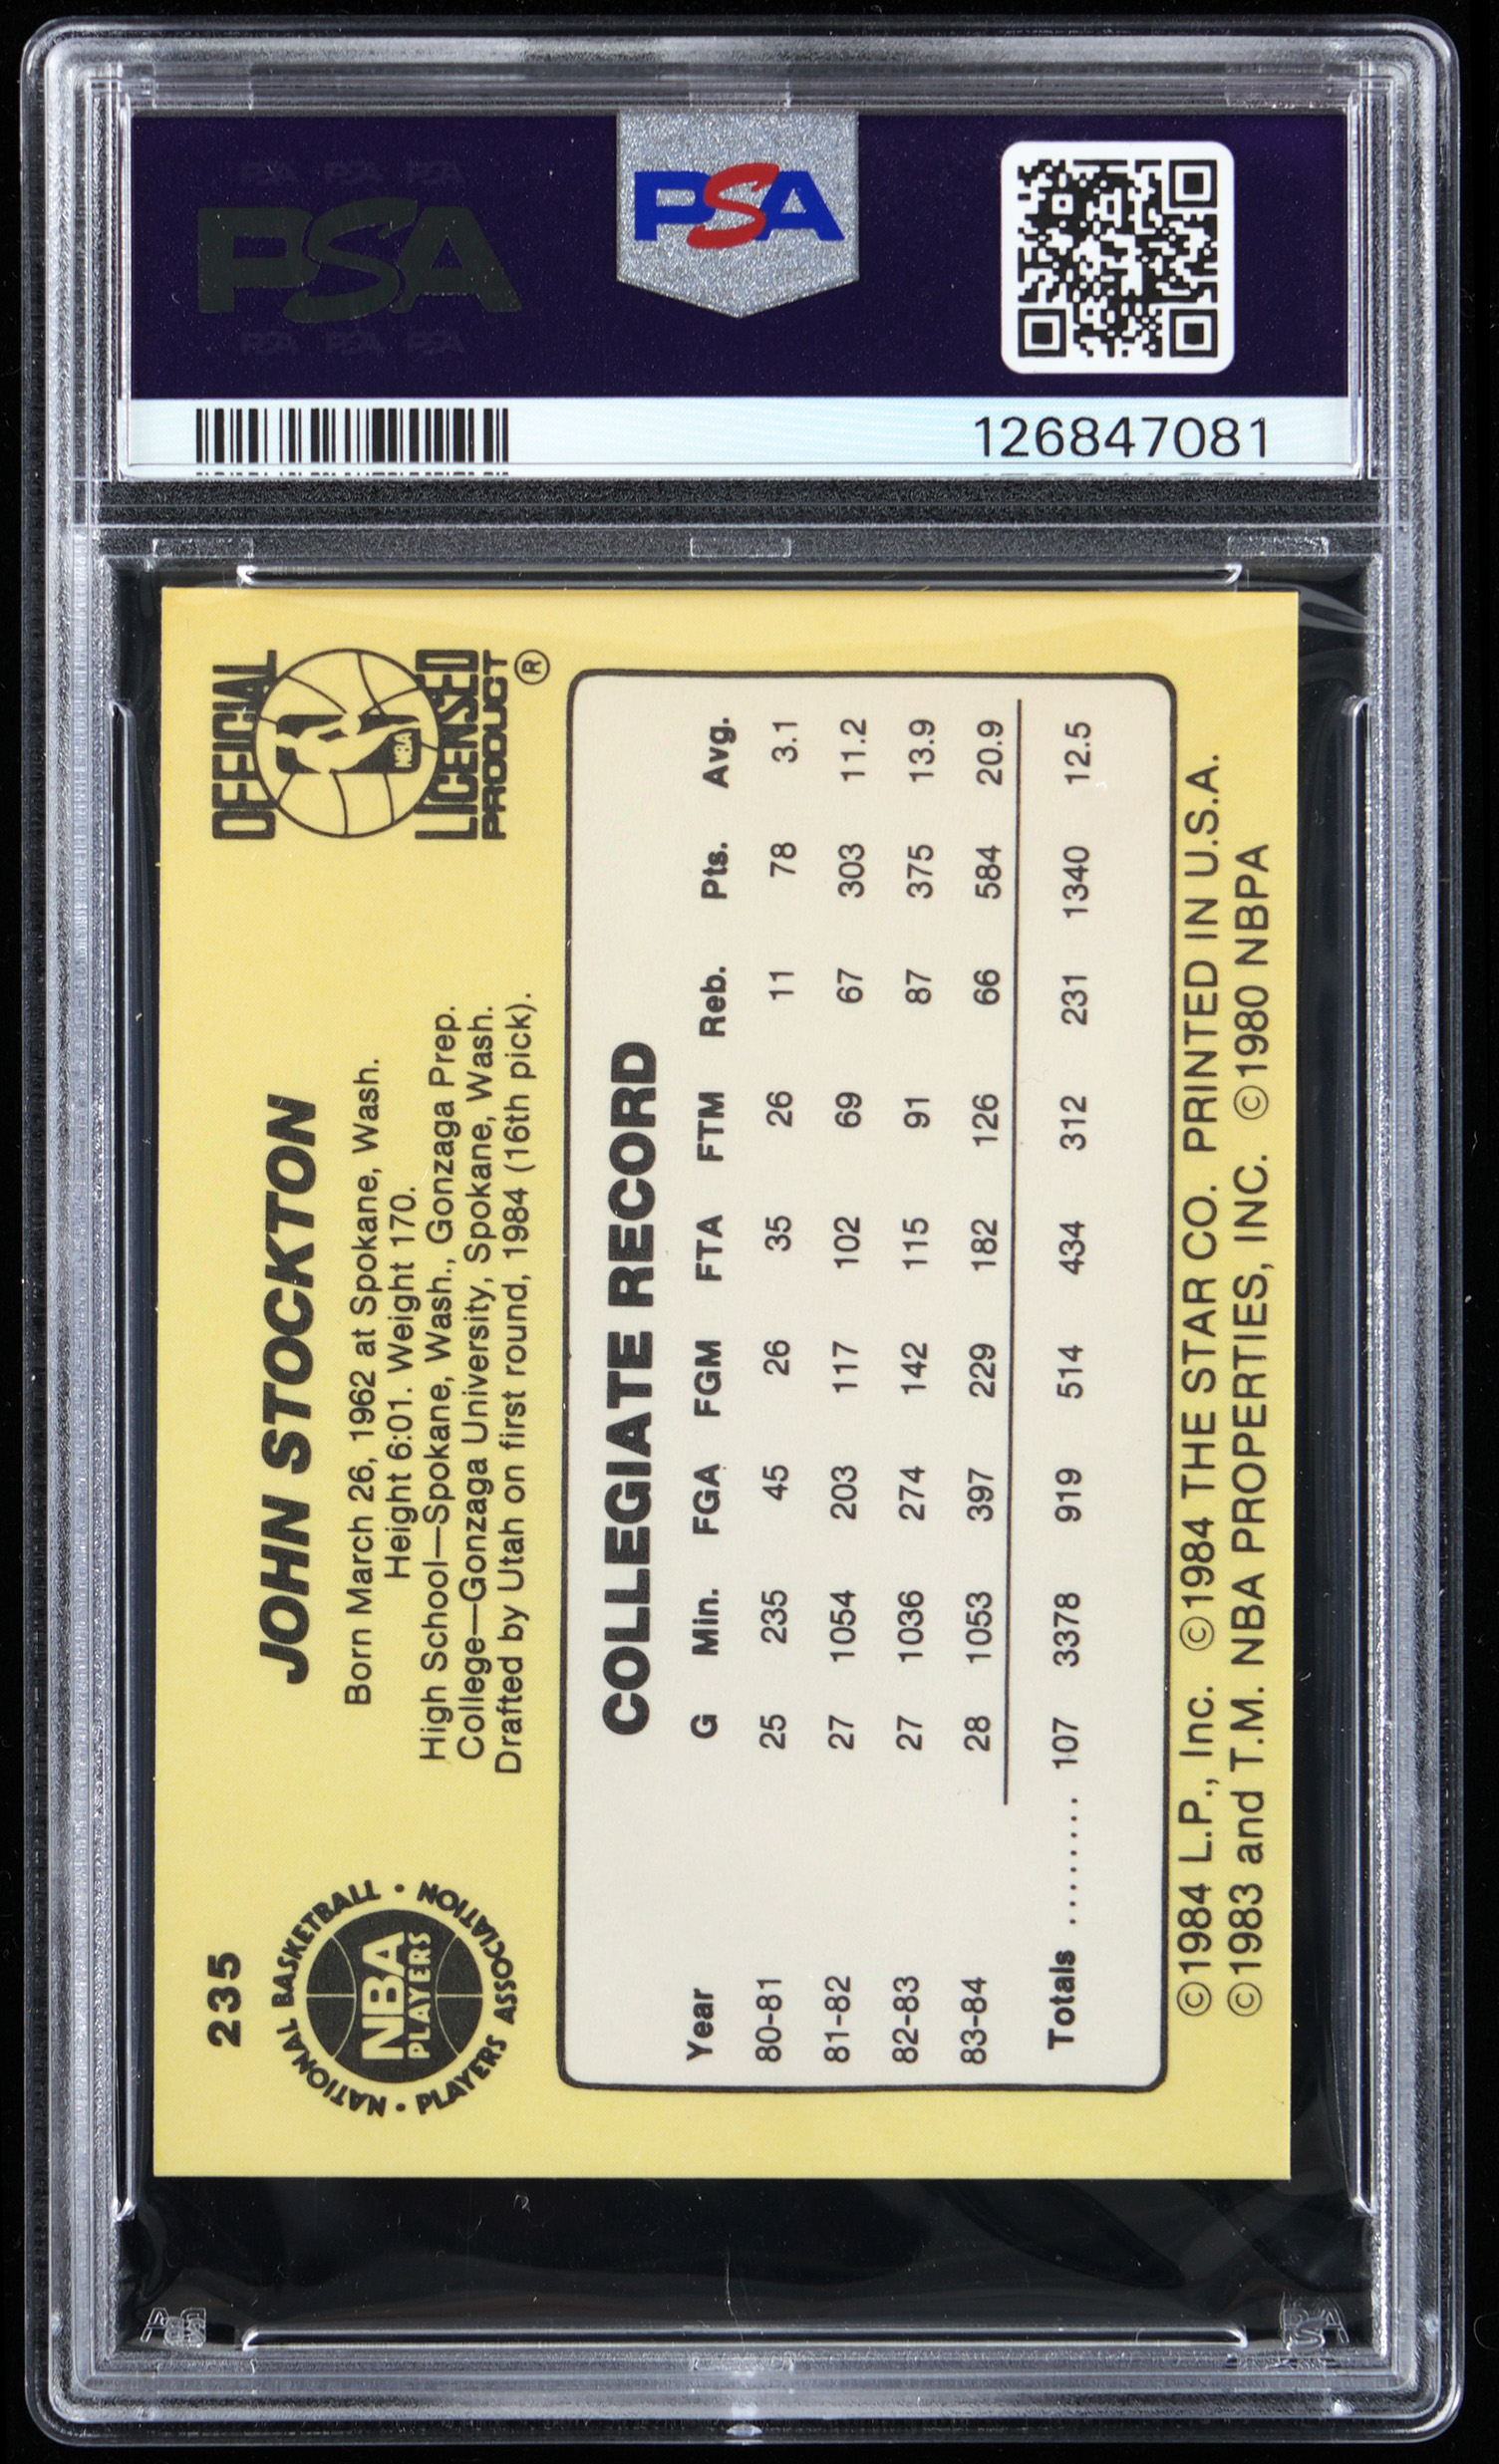 PSA PSA PSA
PSA
PSA PSA PSA
PSA
126847081
235
NATIONAL BASKETBALL • PLAYERS ASSOCIATION •
NBA
PLAYERS
JOHN STOCKTON
Born March 26, 1962 at Spokane, Wash.
Height 6:01. Weight 170.
High School—Spokane, Wash., Gonzaga Prep.
College—Gonzaga University, Spokane, Wash.
Drafted by Utah on first round, 1984 (16th pick).
OFFICIAL
NBA
LICENSED
PRODUCT ®
COLLEGIATE RECORD
Year G Min. FGA FGM FTA FTM Reb. Pts. Avg.
80-81 25 235 45 26 35 26 11 78 3.1
81-82 27 1054 203 117 102 69 67 303 11.2
82-83 27 1036 274 142 115 91 87 375 13.9
83-84 28 1053 397 229 182 126 66 584 20.9
Totals ........ 107 3378 919 514 434 312 231 1340 12.5
©1984 L.P., Inc. ©1984 THE STAR CO. PRINTED IN U.S.A.
©1983 and T.M. NBA PROPERTIES, INC. ©1980 NBPA
PSA